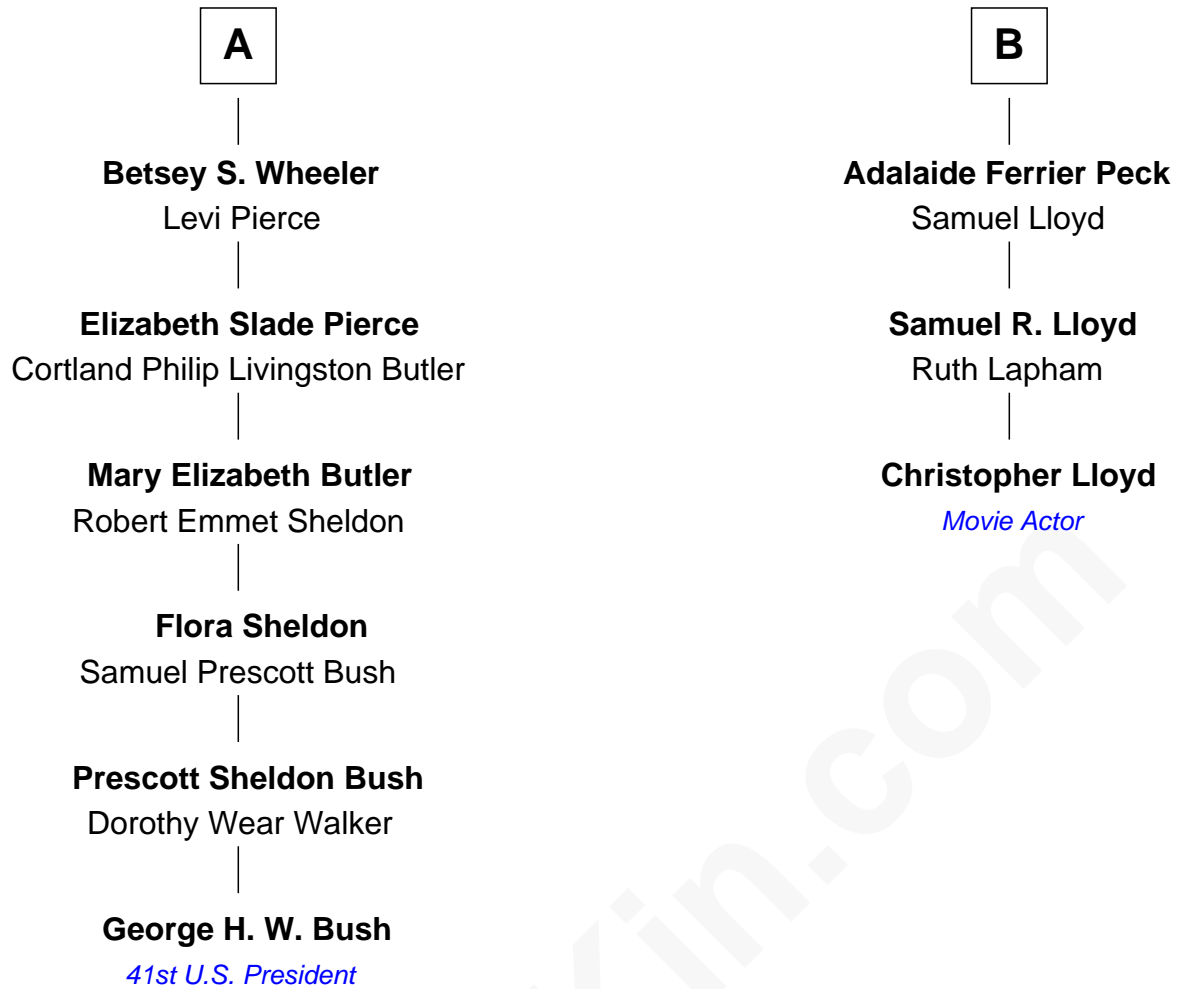 A
Betsey S. Wheeler
Levi Pierce
Elizabeth Slade Pierce
Cortland Philip Livingston Butler
Mary Elizabeth Butler
Robert Emmet Sheldon
Flora Sheldon
Samuel Prescott Bush
Prescott Sheldon Bush
Dorothy Wear Walker
George H. W. Bush
41st U.S. President
B
Adalaide Ferrier Peck
Samuel Lloyd
Samuel R. Lloyd
Ruth Lapham
Christopher Lloyd
Movie Actor
Kin.com